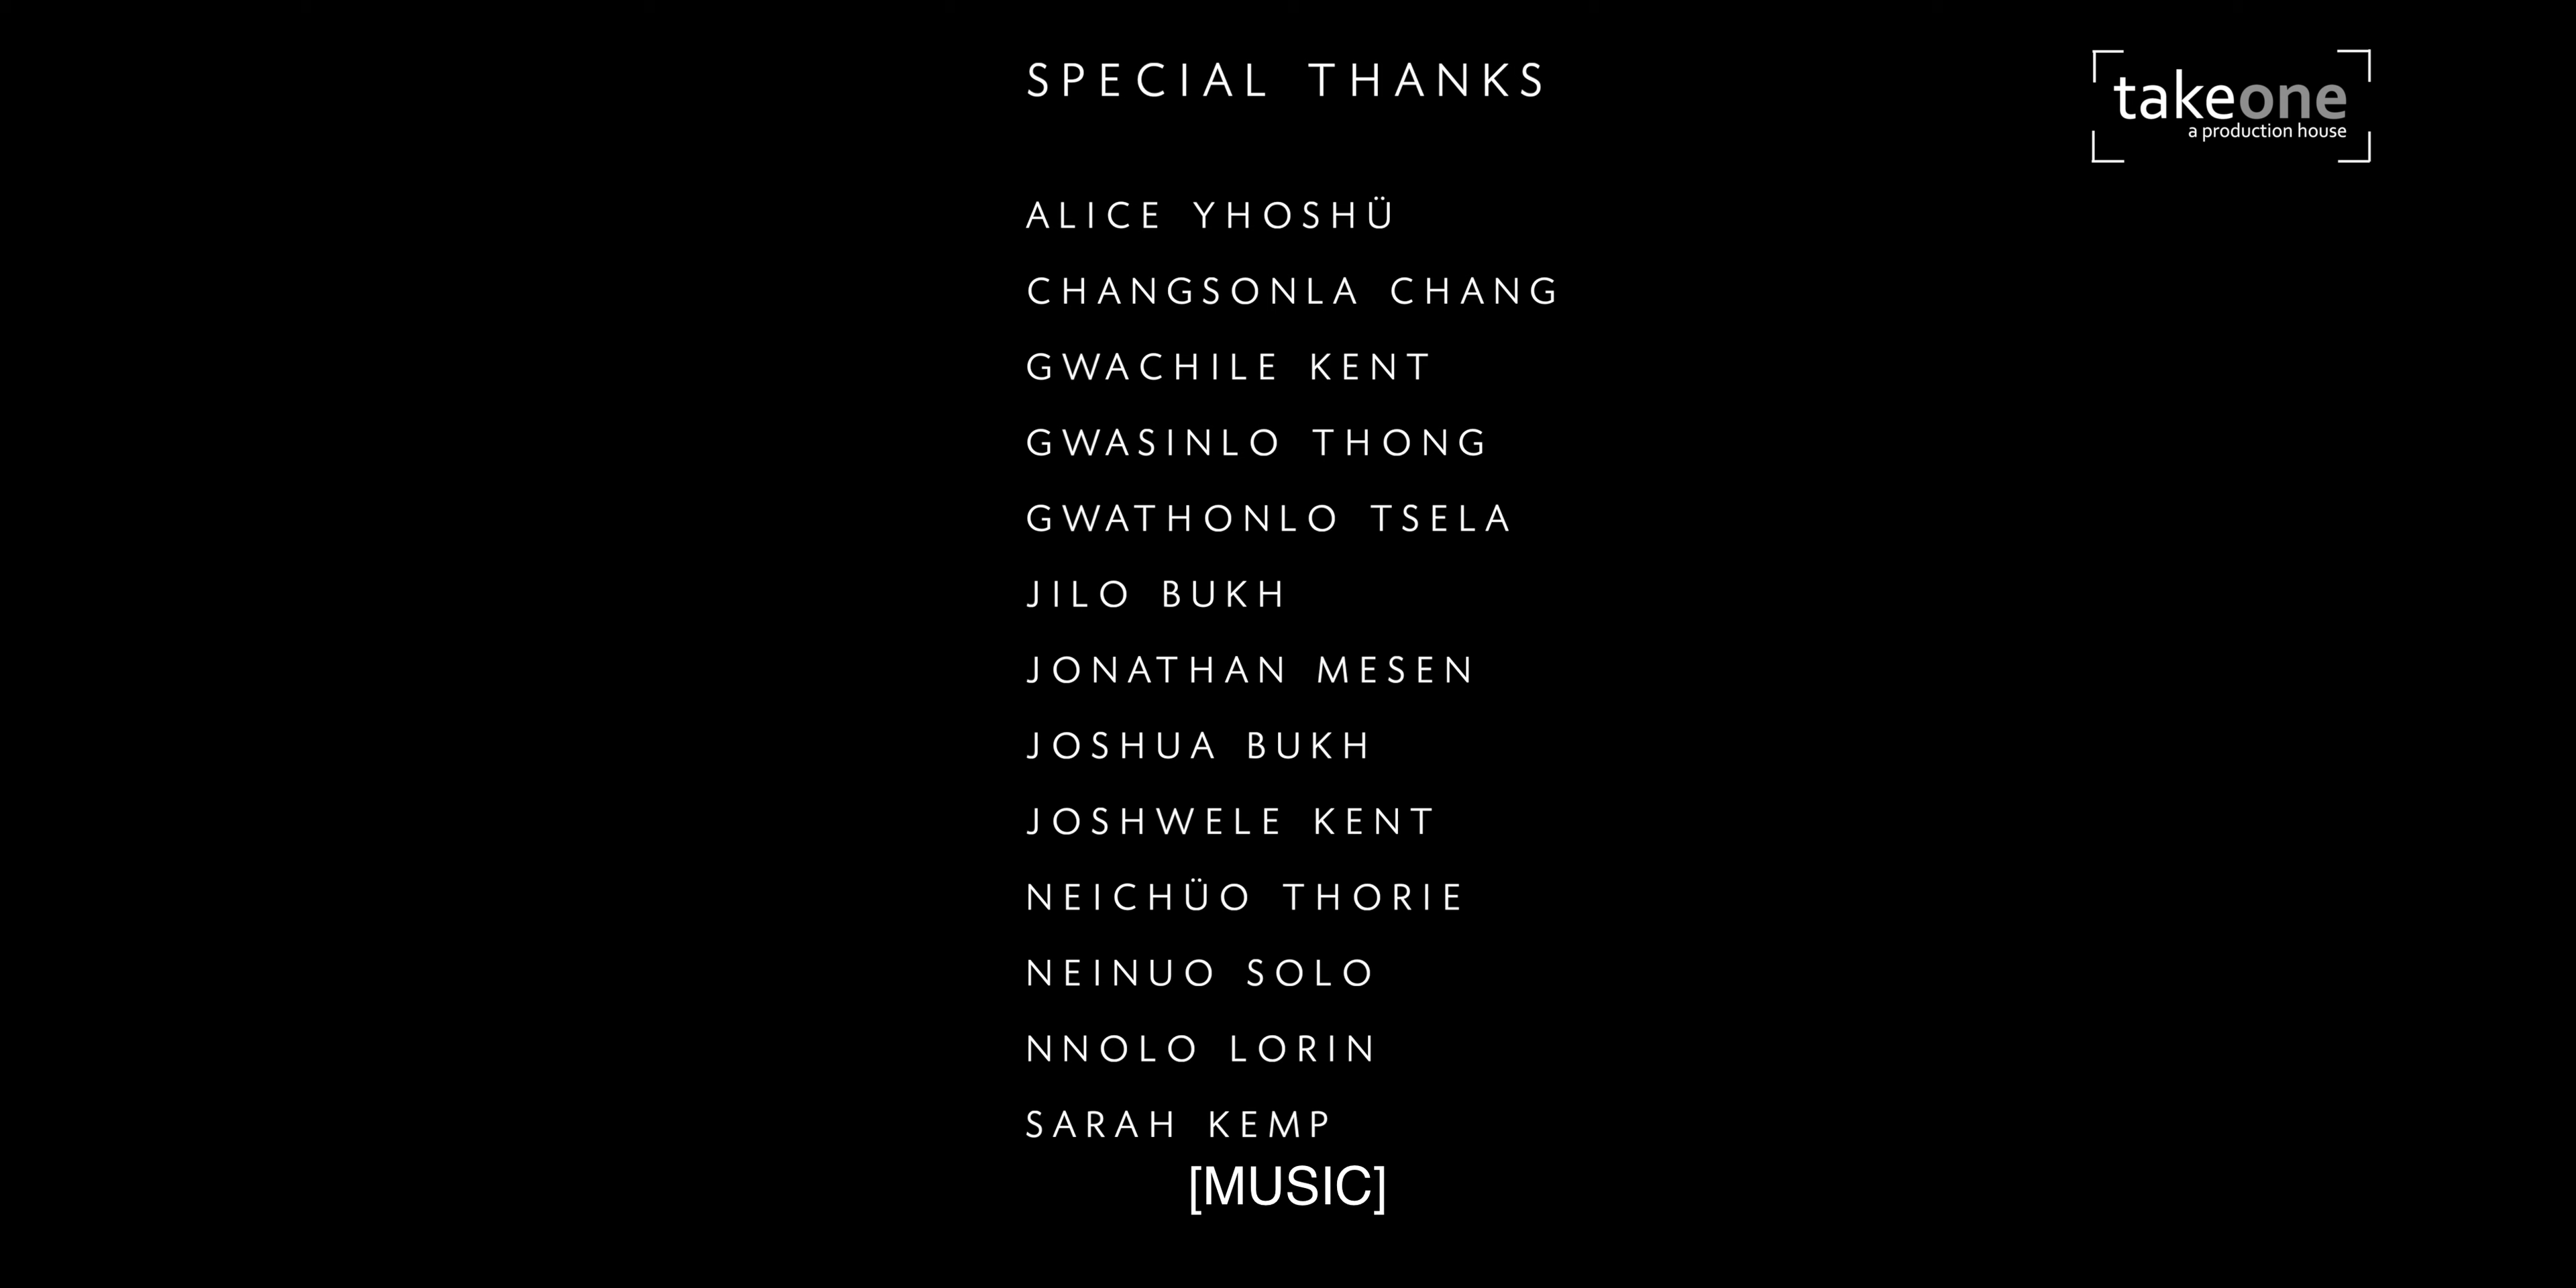 SPECIAL THANKS
takeone
a production house
ALICE YHOSHÜ
CHANGSONLA CHANG
GWACHILE KENT
GWASINLO THONG
GWATHONLO TSELA
JILO BUKH
JONATHAN MESEN
JOSHUA BUKH
JOSHWELE KENT
NEICHÜO THORIE
NEINUO SOLO
NNOLO LORIN
SARAH KEMP
[MUSIC]